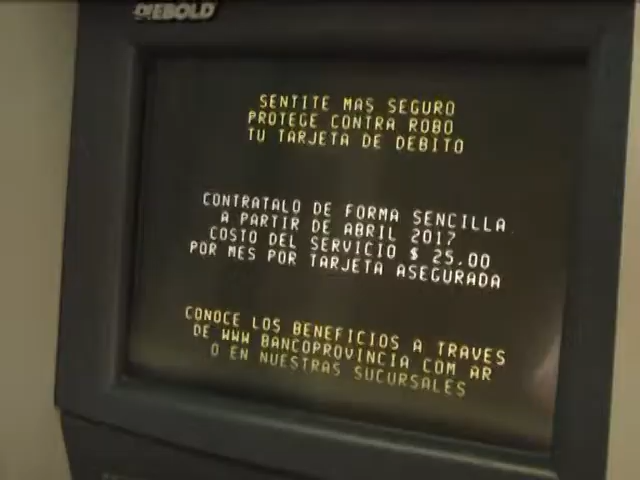 DIEBOLD
SENTITE MAS SEGURO
PROTEGE CONTRA ROBO
TU TARJETA DE DEBITO
CONTRATALO DE FORMA SENCILLA
A PARTIR DE ABRIL 2017
COSTO DEL SERVICIO $ 25.00
POR MES POR TARJETA ASEGURADA
CONOCE LOS BENEFICIOS A TRAVES
DE WWW BANCOPROVINCIA COM AR
O EN NUESTRAS SUCURSALES